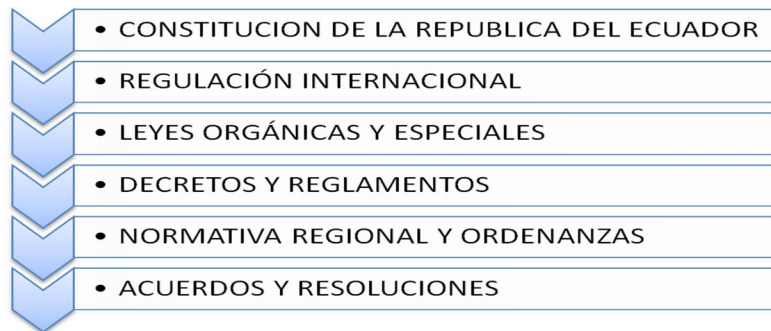 • CONSTITUCION DE LA REPUBLICA DEL ECUADOR
• REGULACIÓN INTERNACIONAL
• LEYES ORGÁNICAS Y ESPECIALES
• DECRETOS Y REGLAMENTOS
• NORMATIVA REGIONAL Y ORDENANZAS
• ACUERDOS Y RESOLUCIONES